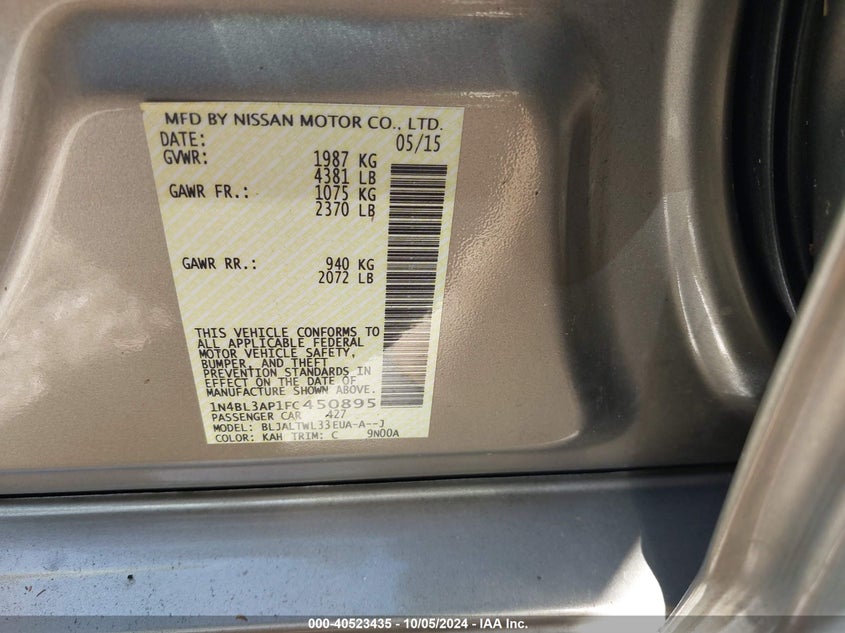 MFD BY NISSAN MOTOR CO., LTD.
DATE: 05/15
GVWR: 1987 KG
4381 LB
GAWR FR.: 1075 KG
2370 LB
GAWR RR.: 940 KG
2072 LB
THIS VEHICLE CONFORMS TO
ALL APPLICABLE FEDERAL
MOTOR VEHICLE SAFETY,
BUMPER, AND THEFT
PREVENTION STANDARDS IN
EFFECT ON THE DATE OF
MANUFACTURE SHOWN ABOVE.
1N4BL3AP1FC450895
PASSENGER CAR 427
MODEL: BLJALTWL33EUA-A--J
COLOR: KAH TRIM: C 9N00A
000-40523435 - 10/05/2024 - IAA Inc.